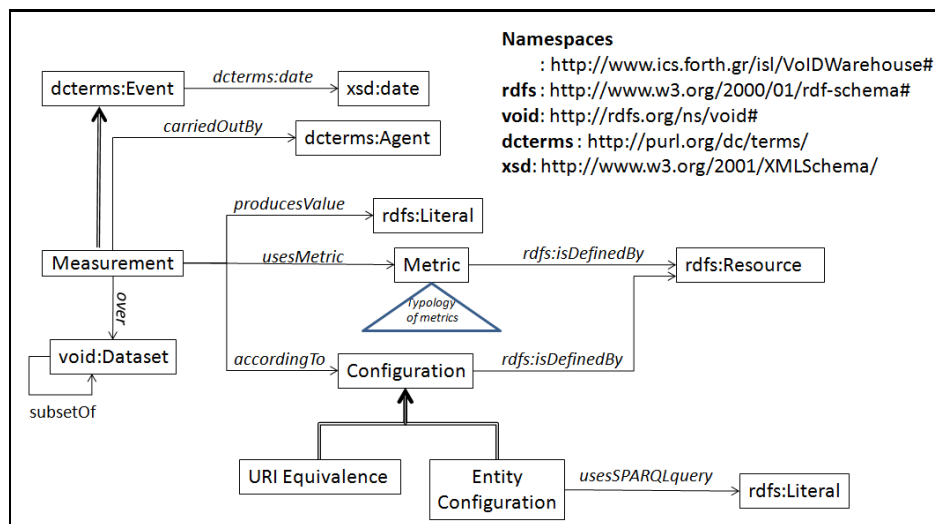 Namespaces
: http://www.ics.forth.gr/isl/VoIDWarehouse#
rdfs : http://www.w3.org/2000/01/rdf-schema#
void: http://rdfs.org/ns/void#
dcterms : http://purl.org/dc/terms/
xsd: http://www.w3.org/2001/XMLSchema/
dcterms:Event
dcterms:date
xsd:date
carriedOutBy
dcterms:Agent
producesValue
rdfs:Literal
Measurement
usesMetric
Metric
rdfs:isDefinedBy
rdfs:Resource
Typology
of metrics
over
void:Dataset
subsetOf
accordingTo
Configuration
rdfs:isDefinedBy
URI Equivalence
Entity
Configuration
usesSPARQLquery
rdfs:Literal